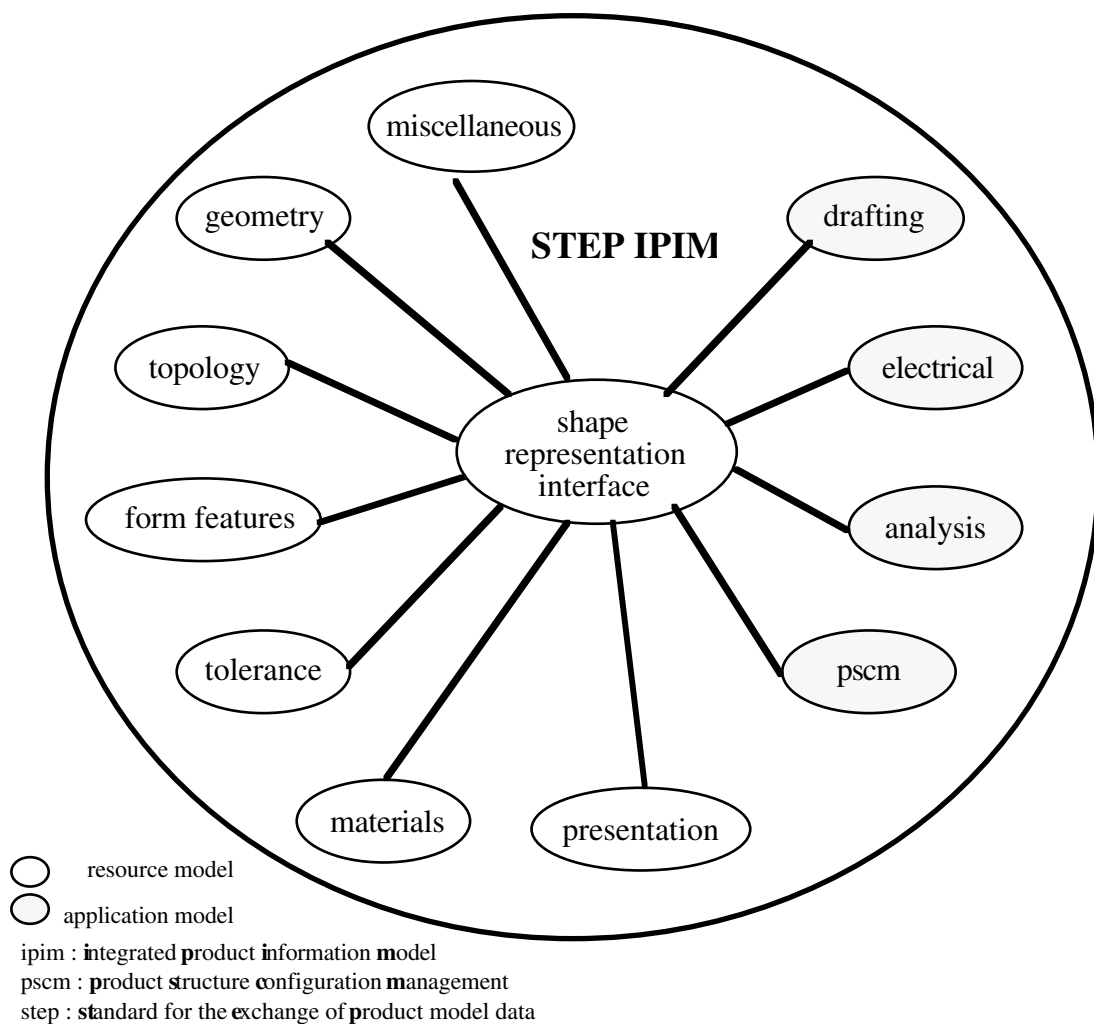 miscellaneous
geometry
drafting
STEP IPIM
topology
electrical
shape
representation
interface
form features
analysis
tolerance
pscm
materials
presentation
resource model
application model
ipim : integrated product information model
pscm : product structure configuration management
step : standard for the exchange of product model data